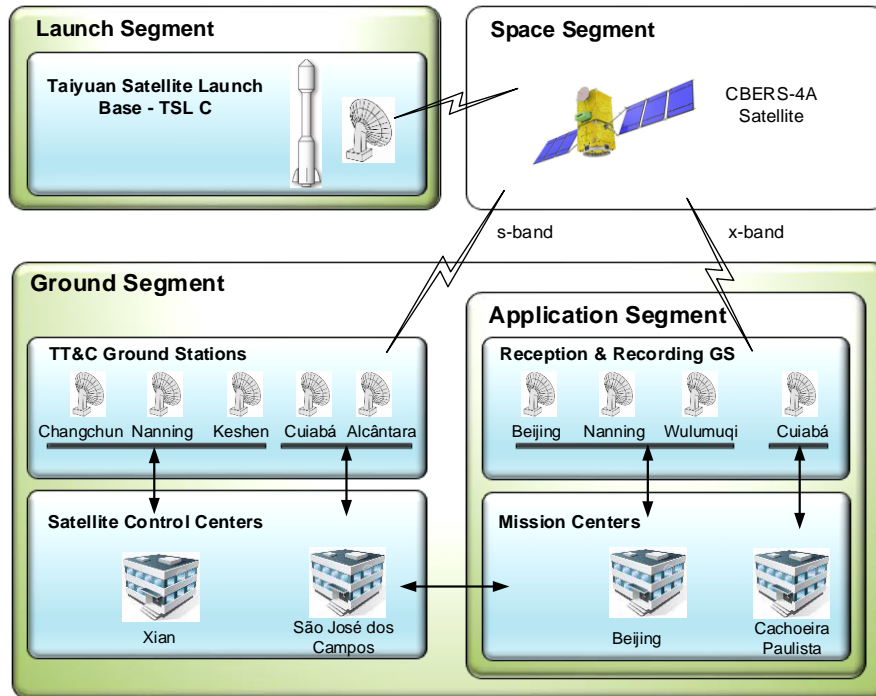 Launch Segment
Taiyuan Satellite Launch
Base - TSL C
Space Segment
CBERS-4A
Satellite
s-band
x-band
Ground Segment
TT&C Ground Stations
Changchun
Nanning
Keshen
Cuiabá
Alcântara
Satellite Control Centers
Xian
São José dos
Campos
Application Segment
Reception & Recording GS
Beijing
Nanning
Wulumuqi
Cuiabá
Mission Centers
Beijing
Cachoeira
Paulista